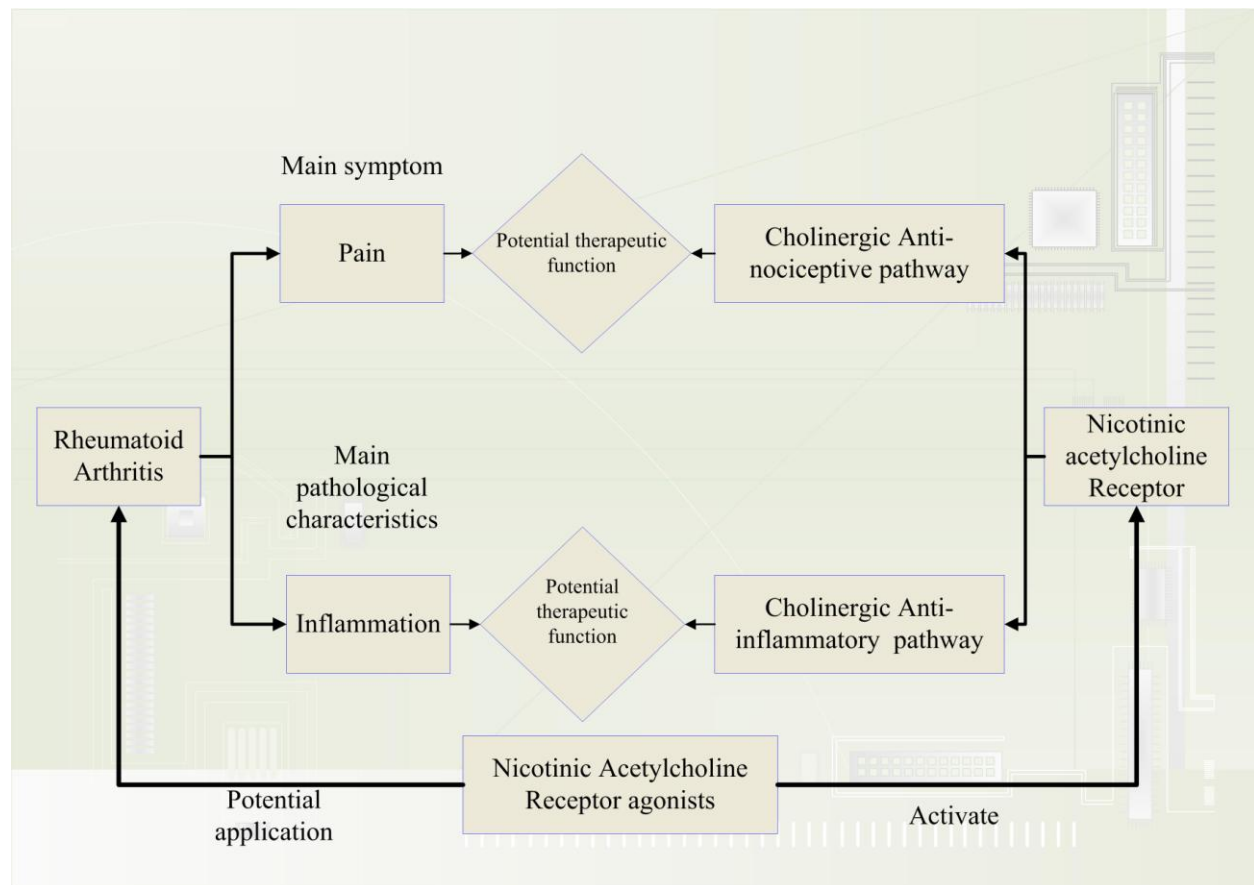 Main symptom
Pain
Potential therapeutic
function
Cholinergic Anti-
nociceptive pathway
Rheumatoid
Arthritis
Main
pathological
characteristics
Nicotinic
acetylcholine
Receptor
Inflammation
Potential
therapeutic
function
Cholinergic Anti-
inflammatory pathway
Nicotinic Acetylcholine
Receptor agonists
Potential
application
Activate